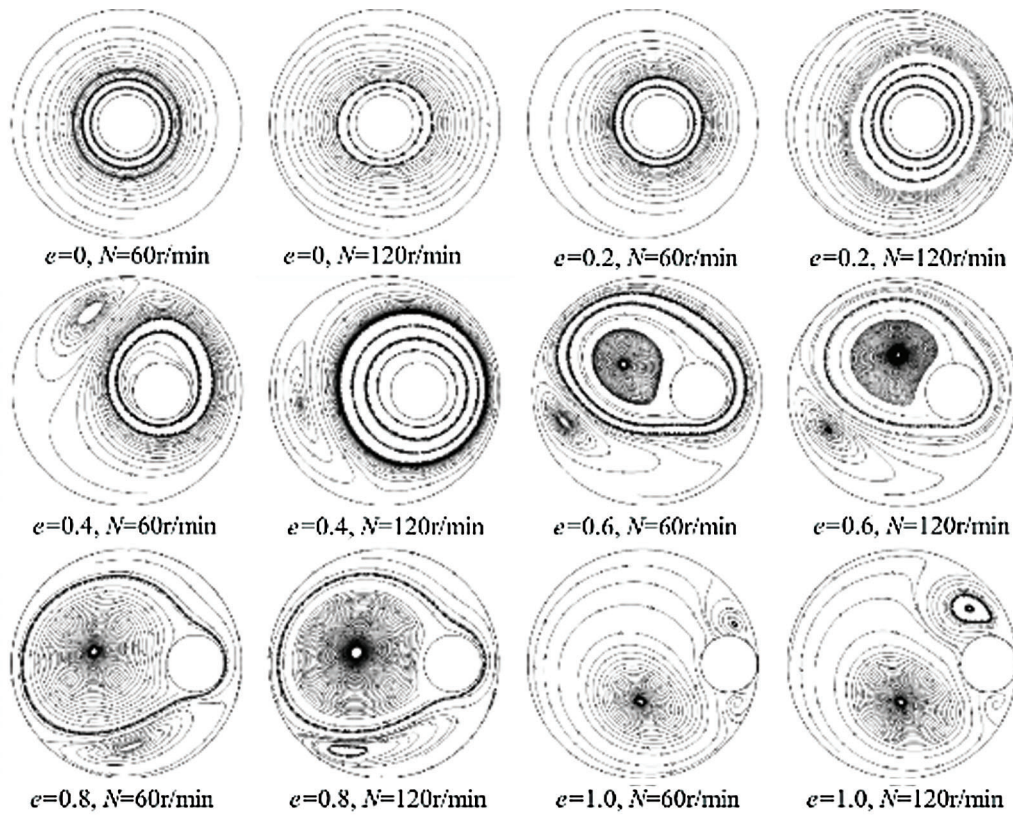 e=0, N=60r/min
e=0, N=120r/min
e=0.2, N=60r/min
e=0.2, N=120r/min
e=0.4, N=60r/min
e=0.4, N=120r/min
e=0.6, N=60r/min
e=0.6, N=120r/min
e=0.8, N=60r/min
e=0.8, N=120r/min
e=1.0, N=60r/min
e=1.0, N=120r/min